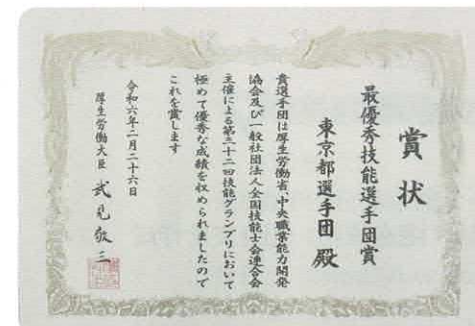 賞状
最優秀技能選手団賞
東京都選手団 殿
貴選手団は厚生労働省、中央職業能力開発
協会及び一般社団法人全国技能士会連合会
主催による第三十二回技能グランプリにおいて
極めて優秀な成績を収められましたので
これを賞します
令和六年二月二十六日
厚生労働大臣 武見敬三